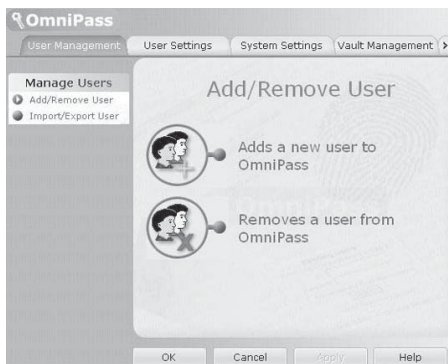 OmniPass
User Management
User Settings
System Settings
Vault Management
Manage Users
Add/Remove User
Import/Export User
Add/Remove User
Adds a new user to
OmniPass
Removes a user from
OmniPass
OK
Cancel
Apply
Help